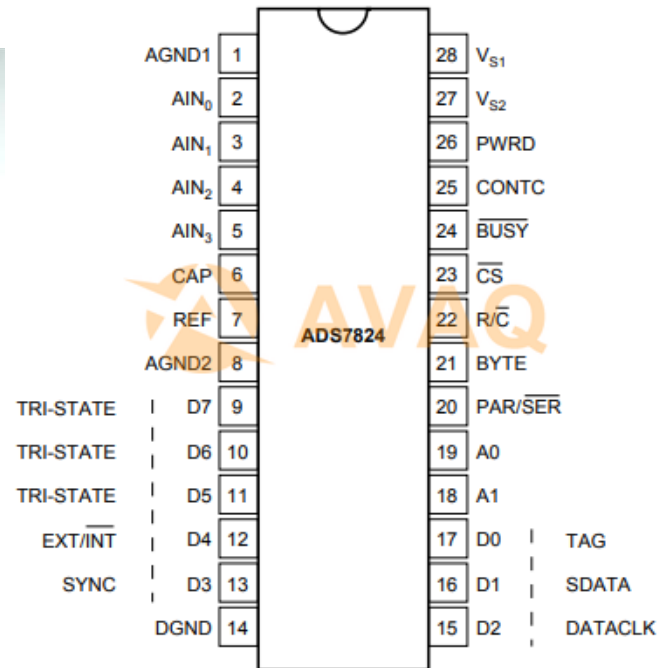 AGND1 1 28 VS1
AIN0 2 27 VS2
AIN1 3 26 PWRD
AIN2 4 25 CONTC
AIN3 5 24 BUSY
CAP 6 23 CS
AVAQ
REF 7 22 R/C
ADS7824
AGND2 8 21 BYTE
TRI-STATE D7 9 20 PAR/SER
TRI-STATE D6 10 19 A0
TRI-STATE D5 11 18 A1
EXT/INT D4 12 17 D0 TAG
SYNC D3 13 16 D1 SDATA
DGND 14 15 D2 DATACLK